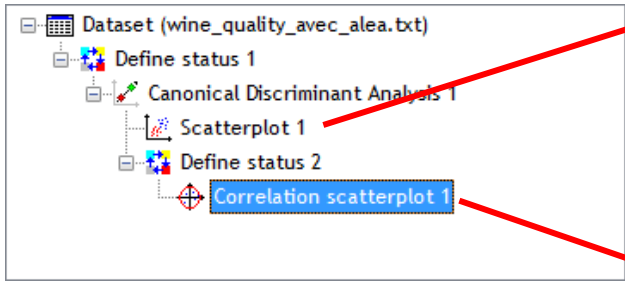 Dataset (wine_quality_avec_alea.txt)
Define status 1
Canonical Discriminant Analysis 1
Scatterplot 1
Define status 2
Correlation scatterplot 1